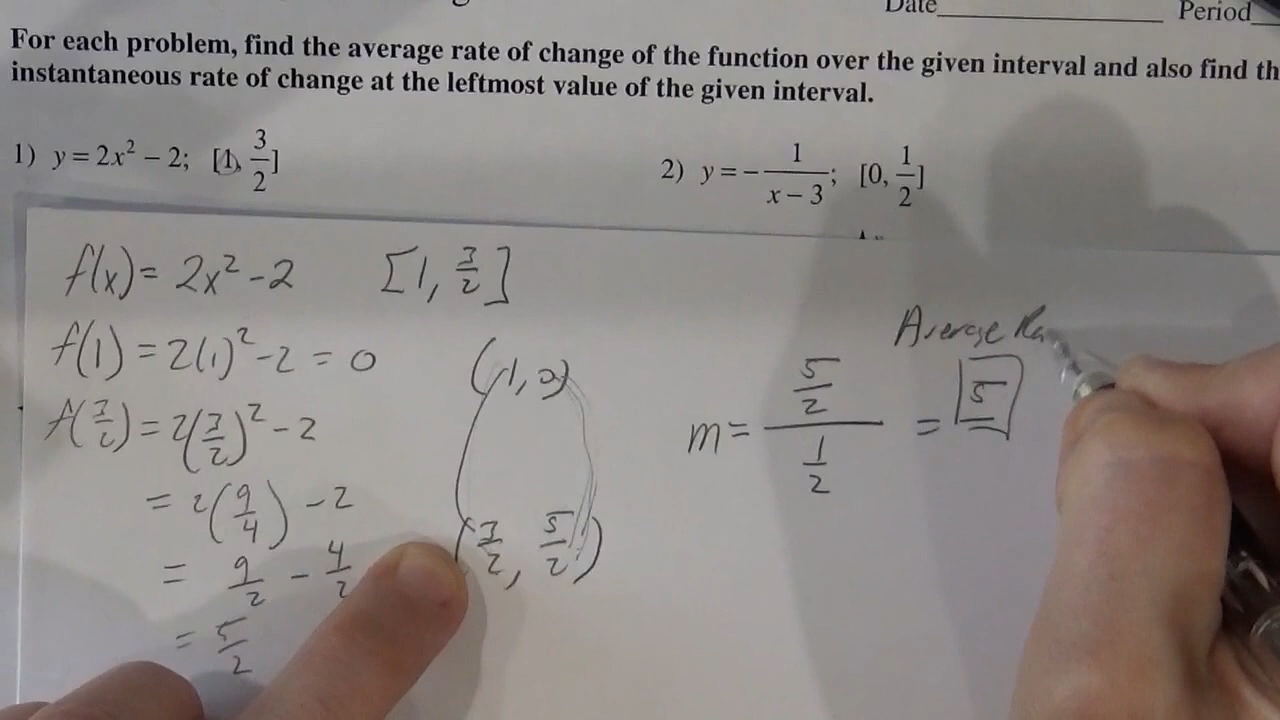 Date____________ Period__
For each problem, find the average rate of change of the function over the given interval and also find th
instantaneous rate of change at the leftmost value of the given interval.
1) y = 2x² − 2; [1, 3/2]
2) y = − 1/(x − 3); [0, 1/2]
f(x) = 2x² - 2 [1, 3/2]
f(1) = 2(1)² - 2 = 0 (1, 0)
f(3/2) = 2(3/2)² - 2
= 2(9/4) - 2
= 9/2 - 4/2
= 5/2
(3/2, 5/2)
Average Ra
m = (5/2)/(1/2) = 5